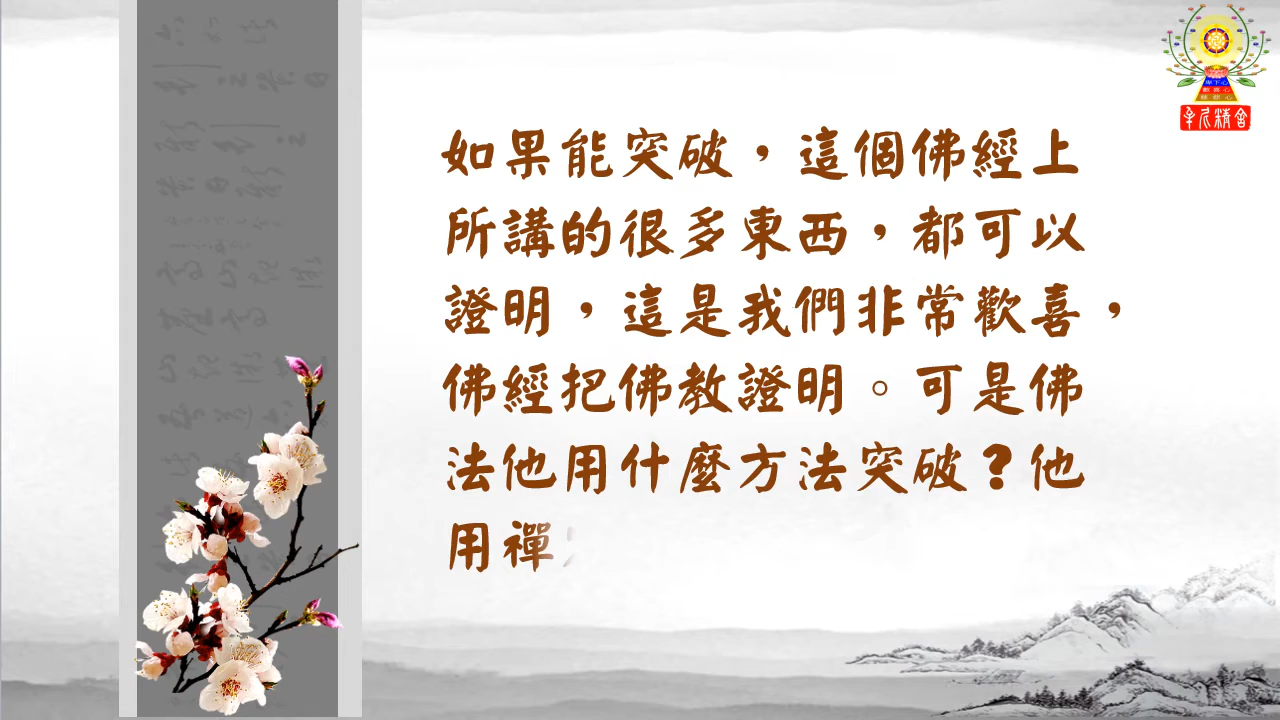 如果能突破，這個佛經上
所講的很多東西，都可以
證明，這是我們非常歡喜，
佛經把佛教證明。可是佛
法他用什麼方法突破？他
用禪